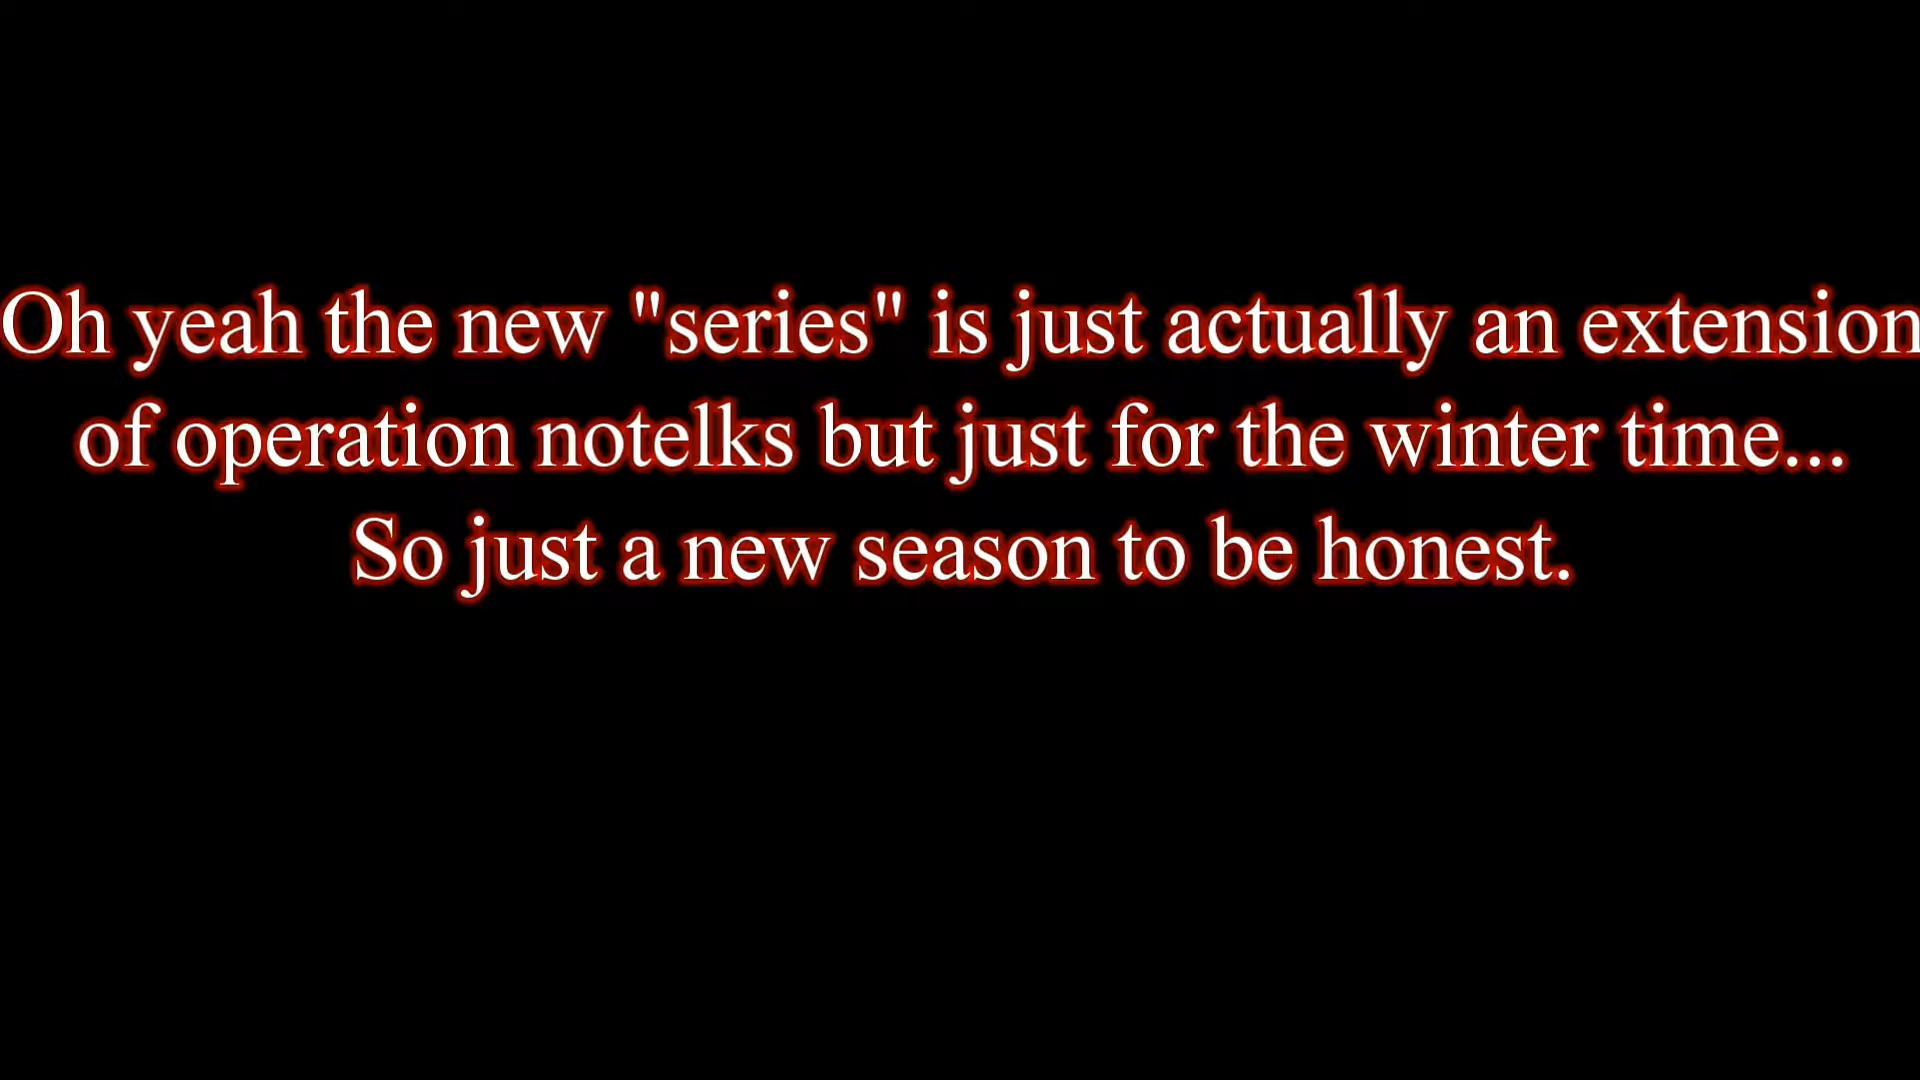 Oh yeah the new "series" is just actually an extension
of operation notelks but just for the winter time...
So just a new season to be honest.